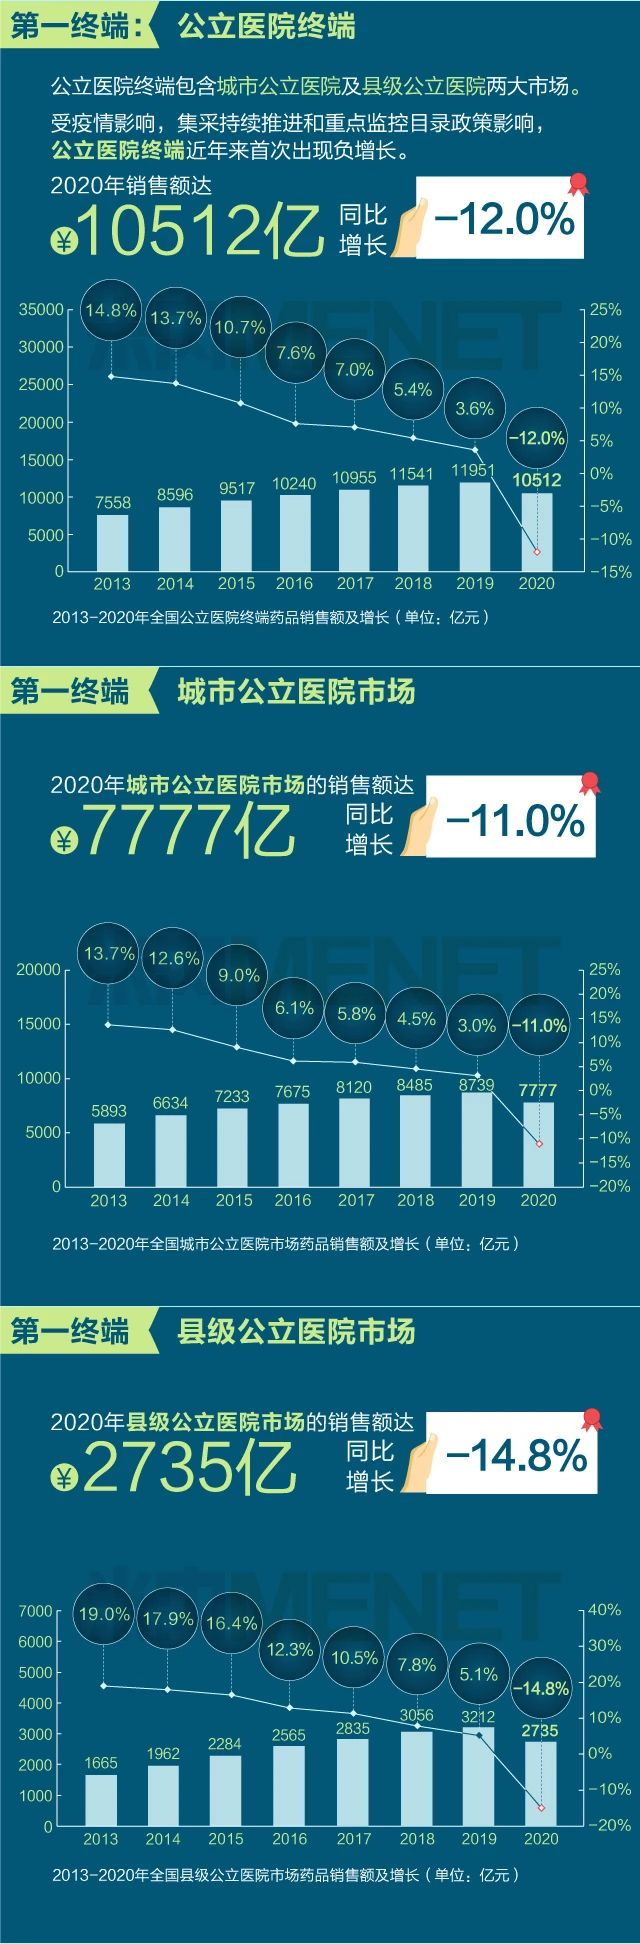 第一终端：公立医院终端
公立医院终端包含城市公立医院及县级公立医院两大市场。
受疫情影响，集采持续推进和重点监控目录政策影响，
公立医院终端近年来首次出现负增长。
2020年销售额达
¥10512亿
同比
增长
-12.0%
35000
30000
25000
20000
15000
10000
5000
0
14.8% 13.7% 10.7% 7.6% 7.0% 5.4% 3.6% -12.0%
7558 8596 9517 10240 10955 11541 11951 10512
25%
20%
15%
10%
5%
0%
-5%
-10%
-15%
2013 2014 2015 2016 2017 2018 2019 2020
2013-2020年全国公立医院终端药品销售额及增长（单位：亿元）
第一终端 城市公立医院市场
2020年城市公立医院市场的销售额达
¥7777亿
同比
增长
-11.0%
20000
15000
10000
5000
0
13.7% 12.6% 9.0% 6.1% 5.8% 4.5% 3.0% -11.0%
5893 6634 7233 7675 8120 8485 8739 7777
25%
20%
15%
10%
5%
0%
-5%
-10%
-15%
-20%
2013 2014 2015 2016 2017 2018 2019 2020
2013-2020年全国城市公立医院市场药品销售额及增长（单位：亿元）
第一终端 县级公立医院市场
2020年县级公立医院市场的销售额达
¥2735亿
同比
增长
-14.8%
7000
6000
5000
4000
3000
2000
1000
0
19.0% 17.9% 16.4% 12.3% 10.5% 7.8% 5.1% -14.8%
1665 1962 2284 2565 2835 3056 3212 2735
40%
30%
20%
10%
0%
-10%
-20%
2013 2014 2015 2016 2017 2018 2019 2020
2013-2020年全国县级公立医院市场药品销售额及增长（单位：亿元）